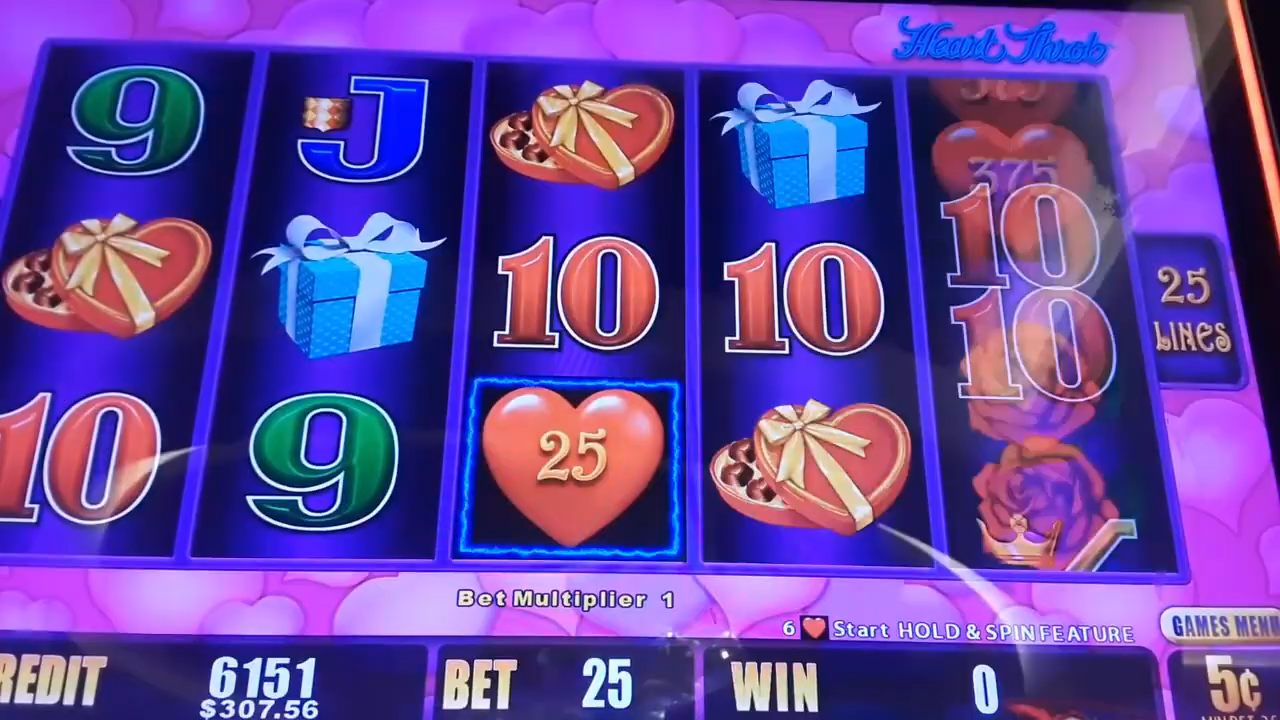 Heart Throb
9
J
375
375
10
10
10
10
25
LINES
10
9
25
Bet Multiplier 1
6 Start HOLD & SPIN FEATURE
GAMES MENU
REDIT 6151
$307.56
BET 25
WIN 0
5¢